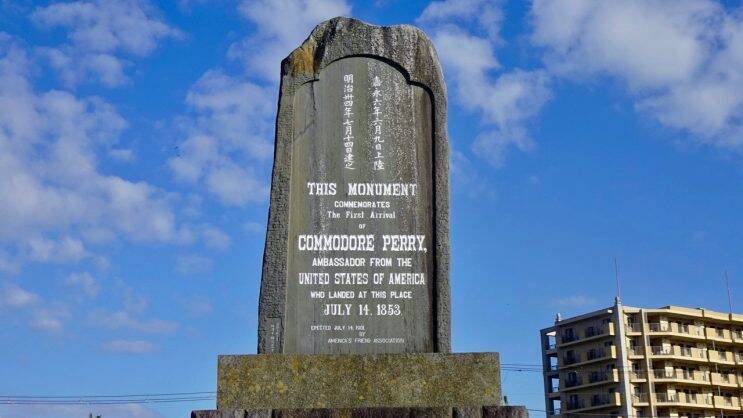 嘉永六年六月九日上陸
明治卅四年七月十四日建之
THIS MONUMENT
COMMEMORATES
The First Arrival
OF
COMMODORE PERRY,
AMBASSADOR FROM THE
UNITED STATES OF AMERICA
WHO LANDED AT THIS PLACE
JULY 14. 1853.
ERECTED JULY 14. 1901.
BY
AMERICA'S FRIEND ASSOCIATION